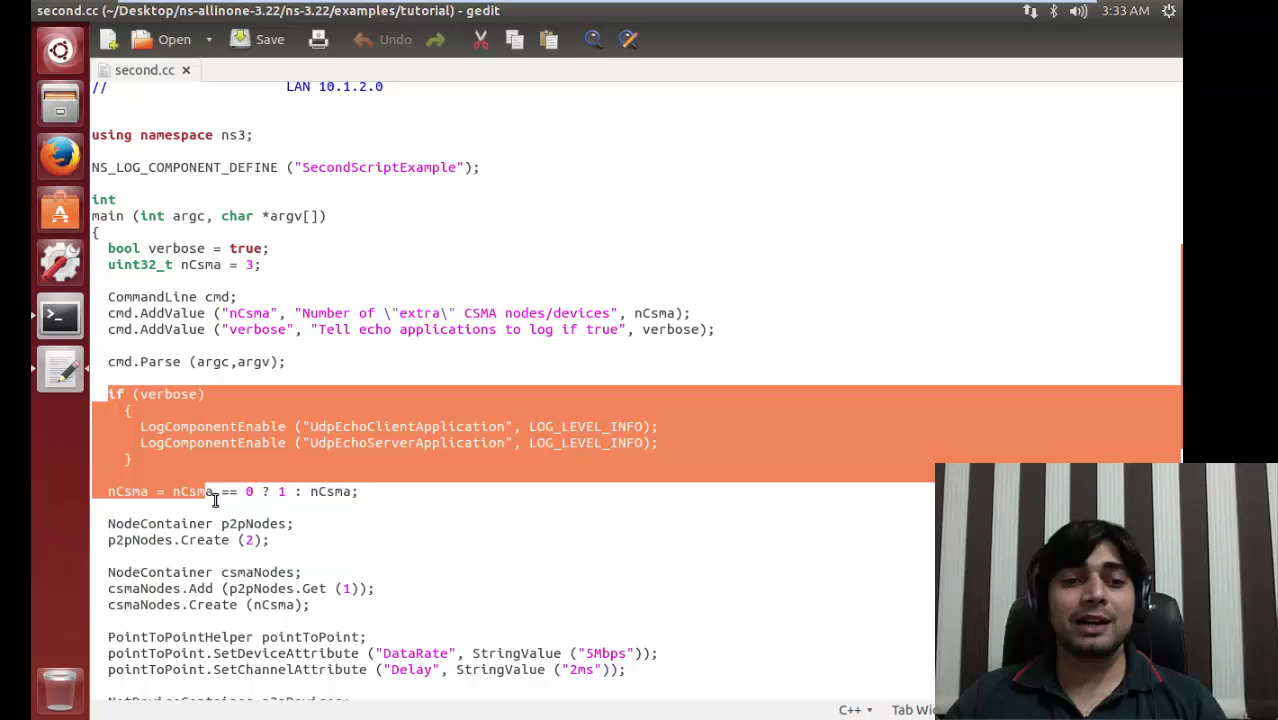 second.cc (~/Desktop/ns-allinone-3.22/ns-3.22/examples/tutorial) - gedit
3:33 AM
Open
Save
Undo
second.cc
// LAN 10.1.2.0
using namespace ns3;
NS_LOG_COMPONENT_DEFINE ("SecondScriptExample");
int
main (int argc, char *argv[])
{
bool verbose = true;
uint32_t nCsma = 3;
CommandLine cmd;
cmd.AddValue ("nCsma", "Number of \"extra\" CSMA nodes/devices", nCsma);
cmd.AddValue ("verbose", "Tell echo applications to log if true", verbose);
cmd.Parse (argc,argv);
if (verbose)
{
LogComponentEnable ("UdpEchoClientApplication", LOG_LEVEL_INFO);
LogComponentEnable ("UdpEchoServerApplication", LOG_LEVEL_INFO);
}
nCsma = nCsma == 0 ? 1 : nCsma;
NodeContainer p2pNodes;
p2pNodes.Create (2);
NodeContainer csmaNodes;
csmaNodes.Add (p2pNodes.Get (1));
csmaNodes.Create (nCsma);
PointToPointHelper pointToPoint;
pointToPoint.SetDeviceAttribute ("DataRate", StringValue ("5Mbps"));
pointToPoint.SetChannelAttribute ("Delay", StringValue ("2ms"));
C++
Tab